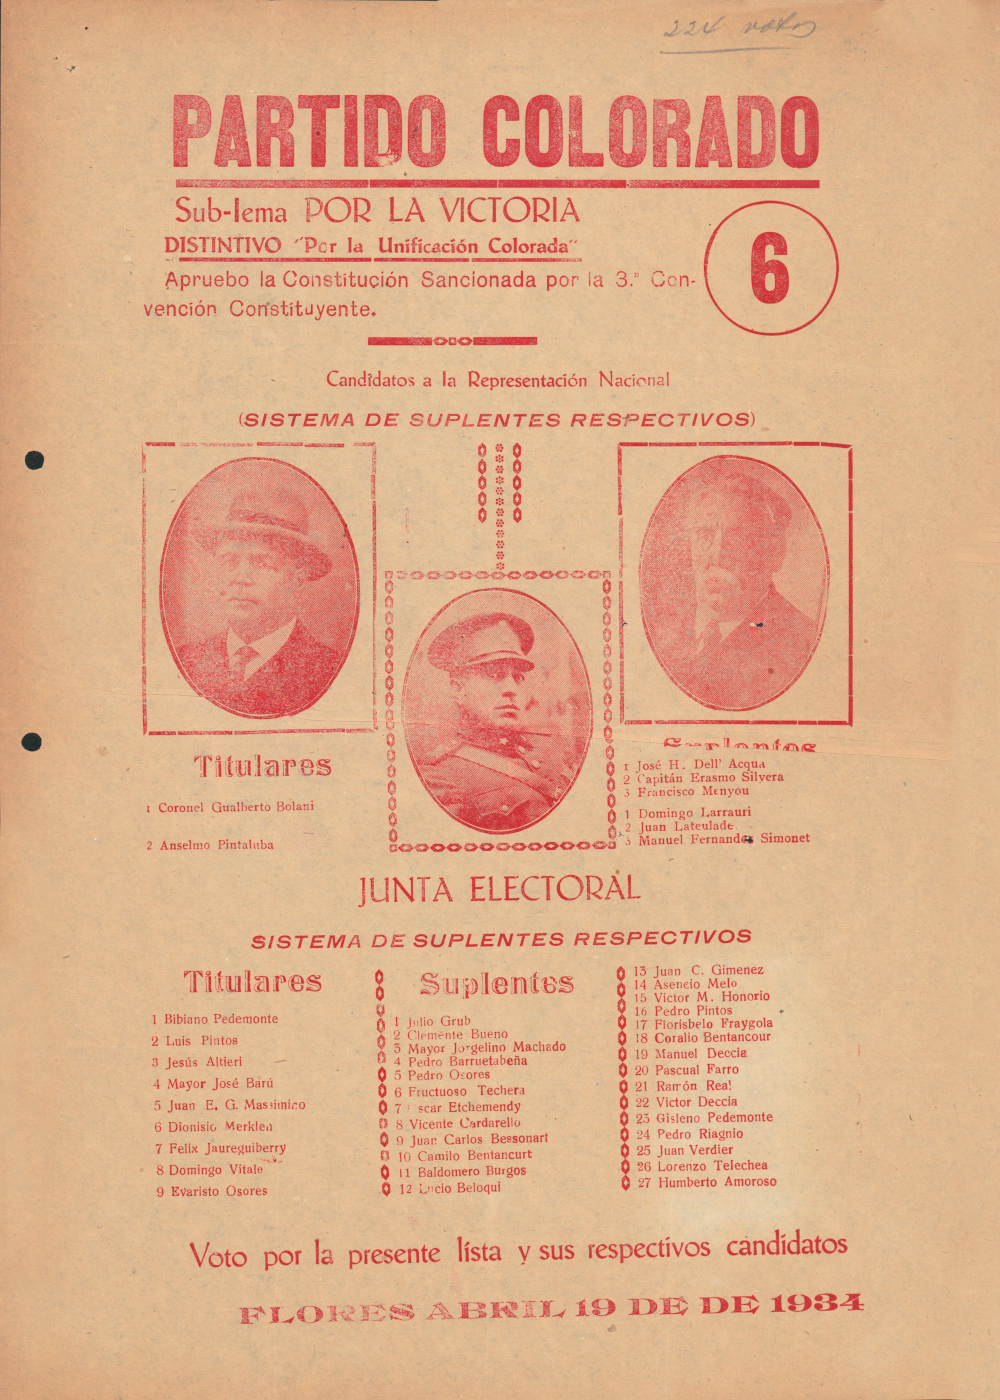 224 votos
PARTIDO COLORADO
Sub-lema POR LA VICTORIA
DISTINTIVO "Por la Unificación Colorada"
6
Apruebo la Constitución Sancionada por la 3.ª Con-
vención Constituyente.
Candidatos a la Representación Nacional
(SISTEMA DE SUPLENTES RESPECTIVOS)
Titulares
1 Coronel Gualberto Bolani
2 Anselmo Pintaluba
Suplentes
1 José H. Dell' Acqua
2 Capitán Erasmo Silvera
3 Francisco Menyou
1 Domingo Larrauri
2 Juan Lateulade
3 Manuel Fernandes Simonet
JUNTA ELECTORAL
SISTEMA DE SUPLENTES RESPECTIVOS
Titulares
1 Bibiano Pedemonte
2 Luis Pintos
3 Jesús Altieri
4 Mayor José Barú
5 Juan E. G. Massimico
6 Dionisio Merklen
7 Felix Jaureguiberry
8 Domingo Vitale
9 Evaristo Osores
Suplentes
1 Julio Grub
2 Clemente Bueno
3 Mayor Jorgelino Machado
4 Pedro Barruetabeña
5 Pedro Osores
6 Fructuoso Techera
7 scar Etchemendy
8 Vicente Cardarello
9 Juan Carlos Bessonart
10 Camilo Bentancurt
11 Baldomero Burgos
12 Lucio Beloqui
13 Juan C. Gimenez
14 Asencio Melo
15 Victor M. Honorio
16 Pedro Pintos
17 Florisbelo Fraygola
18 Coralio Bentancour
19 Manuel Deccia
20 Pascual Farro
21 Ramón Real
22 Victor Deccia
23 Gisleno Pedemonte
24 Pedro Riagnio
25 Juan Verdier
26 Lorenzo Telechea
27 Humberto Amoroso
Voto por la presente lista y sus respectivos candidatos
FLORES ABRIL 19 DE DE 1934